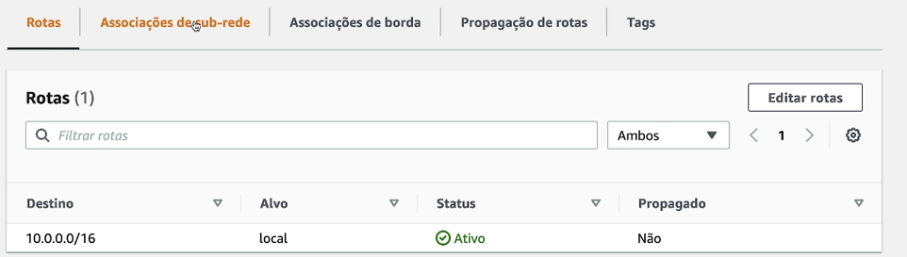 Rotas Associações de sub-rede Associações de borda Propagação de rotas Tags
Rotas (1) Editar rotas
Filtrar rotas Ambos 1
Destino Alvo Status Propagado
10.0.0.0/16 local Ativo Não